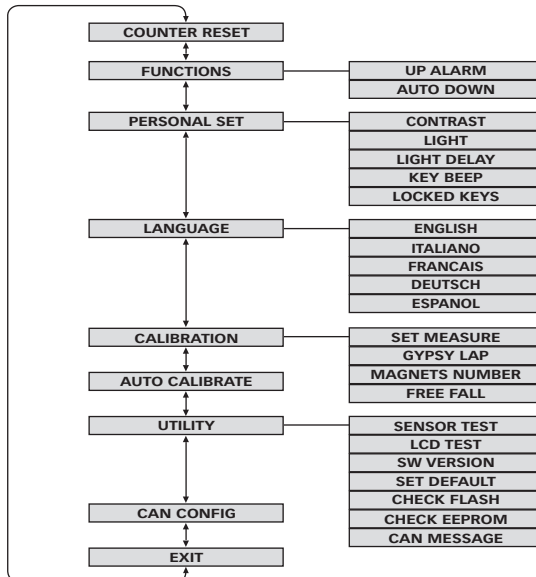 COUNTER RESET
FUNCTIONS
UP ALARM
AUTO DOWN
PERSONAL SET
CONTRAST
LIGHT
LIGHT DELAY
KEY BEEP
LOCKED KEYS
LANGUAGE
ENGLISH
ITALIANO
FRANCAIS
DEUTSCH
ESPANOL
CALIBRATION
SET MEASURE
GYPSY LAP
MAGNETS NUMBER
FREE FALL
AUTO CALIBRATE
UTILITY
SENSOR TEST
LCD TEST
SW VERSION
SET DEFAULT
CHECK FLASH
CHECK EEPROM
CAN MESSAGE
CAN CONFIG
EXIT